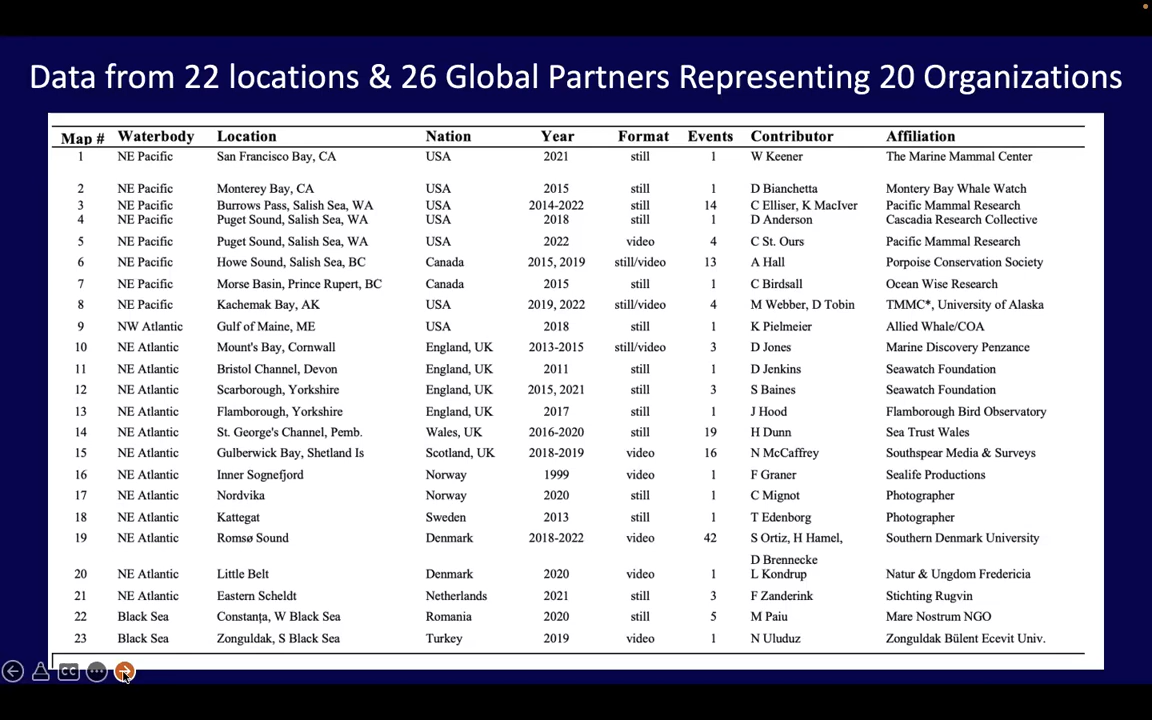 Data from 22 locations & 26 Global Partners Representing 20 Organizations
Map # Waterbody Location Nation Year Format Events Contributor Affiliation
1 NE Pacific San Francisco Bay, CA USA 2021 still 1 W Keener The Marine Mammal Center
2 NE Pacific Monterey Bay, CA USA 2015 still 1 D Bianchetta Montery Bay Whale Watch
3 NE Pacific Burrows Pass, Salish Sea, WA USA 2014-2022 still 14 C Elliser, K MacIver Pacific Mammal Research
4 NE Pacific Puget Sound, Salish Sea, WA USA 2018 still 1 D Anderson Cascadia Research Collective
5 NE Pacific Puget Sound, Salish Sea, WA USA 2022 video 4 C St. Ours Pacific Mammal Research
6 NE Pacific Howe Sound, Salish Sea, BC Canada 2015, 2019 still/video 13 A Hall Porpoise Conservation Society
7 NE Pacific Morse Basin, Prince Rupert, BC Canada 2015 still 1 C Birdsall Ocean Wise Research
8 NE Pacific Kachemak Bay, AK USA 2019, 2022 still/video 4 M Webber, D Tobin TMMC*, University of Alaska
9 NW Atlantic Gulf of Maine, ME USA 2018 still 1 K Pielmeier Allied Whale/COA
10 NE Atlantic Mount's Bay, Cornwall England, UK 2013-2015 still/video 3 D Jones Marine Discovery Penzance
11 NE Atlantic Bristol Channel, Devon England, UK 2011 still 1 D Jenkins Seawatch Foundation
12 NE Atlantic Scarborough, Yorkshire England, UK 2015, 2021 still 3 S Baines Seawatch Foundation
13 NE Atlantic Flamborough, Yorkshire England, UK 2017 still 1 J Hood Flamborough Bird Observatory
14 NE Atlantic St. George's Channel, Pemb. Wales, UK 2016-2020 still 19 H Dunn Sea Trust Wales
15 NE Atlantic Gulberwick Bay, Shetland Is Scotland, UK 2018-2019 video 16 N McCaffrey Southspear Media & Surveys
16 NE Atlantic Inner Sognefjord Norway 1999 video 1 F Graner Sealife Productions
17 NE Atlantic Nordvika Norway 2020 still 1 C Mignot Photographer
18 NE Atlantic Kattegat Sweden 2013 still 1 T Edenborg Photographer
19 NE Atlantic Romsø Sound Denmark 2018-2022 video 42 S Ortiz, H Hamel, Southern Denmark University
D Brennecke
20 NE Atlantic Little Belt Denmark 2020 video 1 L Kondrup Natur & Ungdom Fredericia
21 NE Atlantic Eastern Scheldt Netherlands 2021 still 3 F Zanderink Stichting Rugvin
22 Black Sea Constanța, W Black Sea Romania 2020 still 5 M Paiu Mare Nostrum NGO
23 Black Sea Zonguldak, S Black Sea Turkey 2019 video 1 N Uluduz Zonguldak Bülent Ecevit Univ.
CC